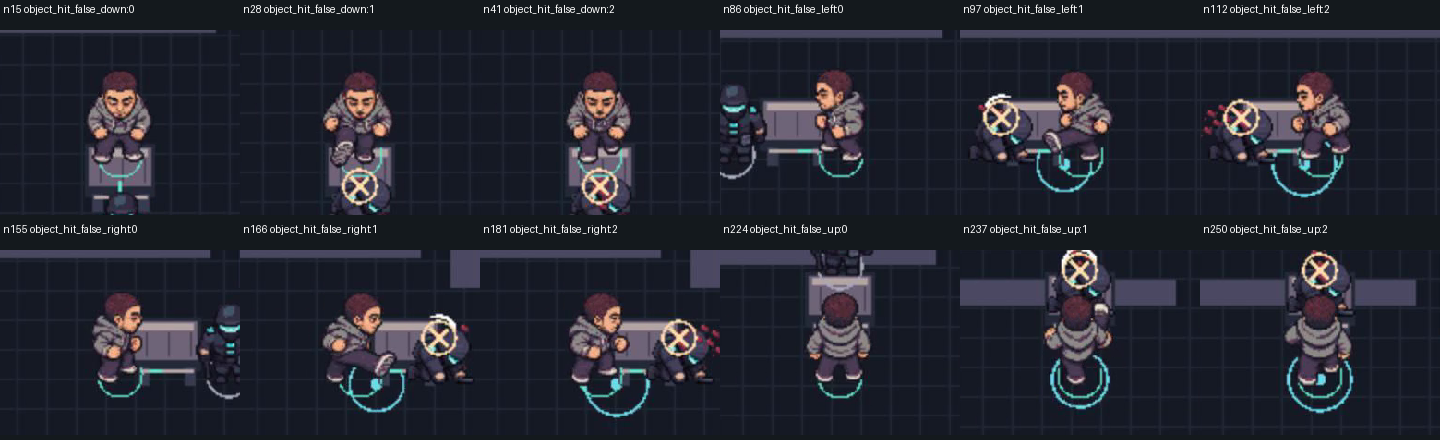 n15 object_hit_false_down:0
n28 object_hit_false_down:1
n41 object_hit_false_down:2
n86 object_hit_false_left:0
n97 object_hit_false_left:1
n112 object_hit_false_left:2
n155 object_hit_false_right:0
n166 object_hit_false_right:1
n181 object_hit_false_right:2
n224 object_hit_false_up:0
n237 object_hit_false_up:1
n250 object_hit_false_up:2